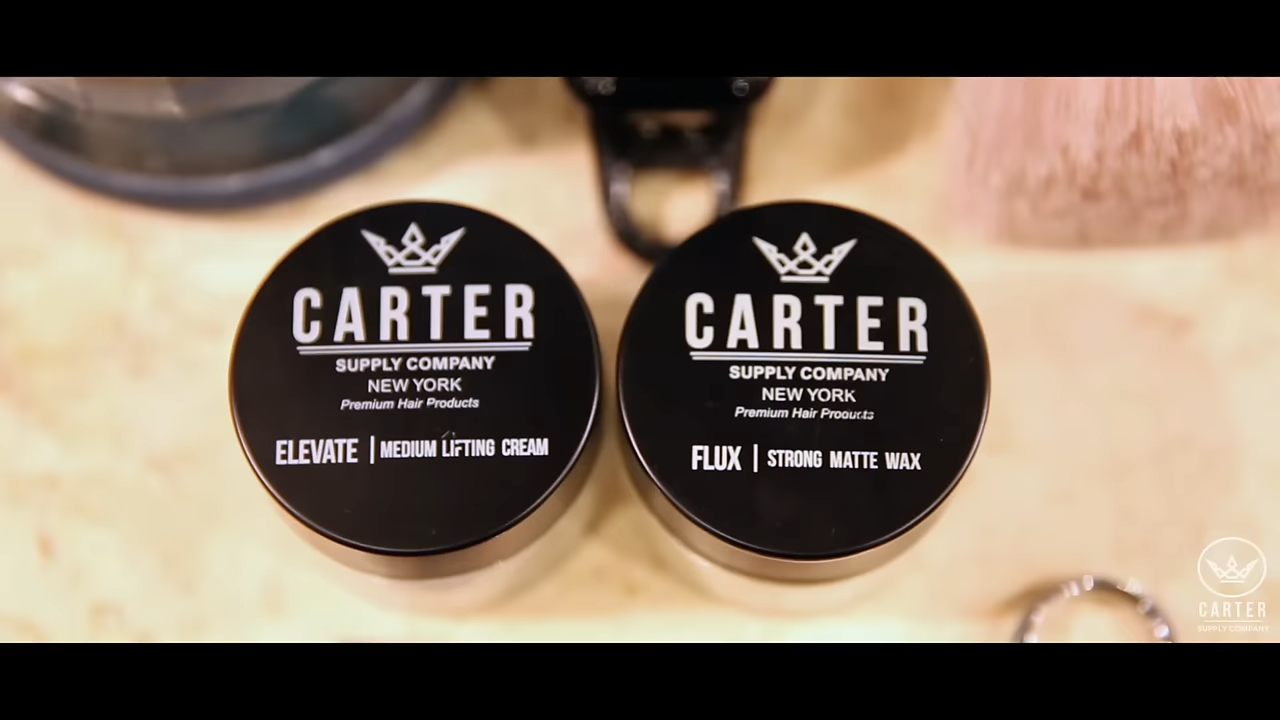 CARTER
SUPPLY COMPANY
NEW YORK
Premium Hair Products
ELEVATE | MEDIUM LIFTING CREAM
CARTER
SUPPLY COMPANY
NEW YORK
Premium Hair Products
FLUX | STRONG MATTE WAX
CARTER
SUPPLY COMPANY